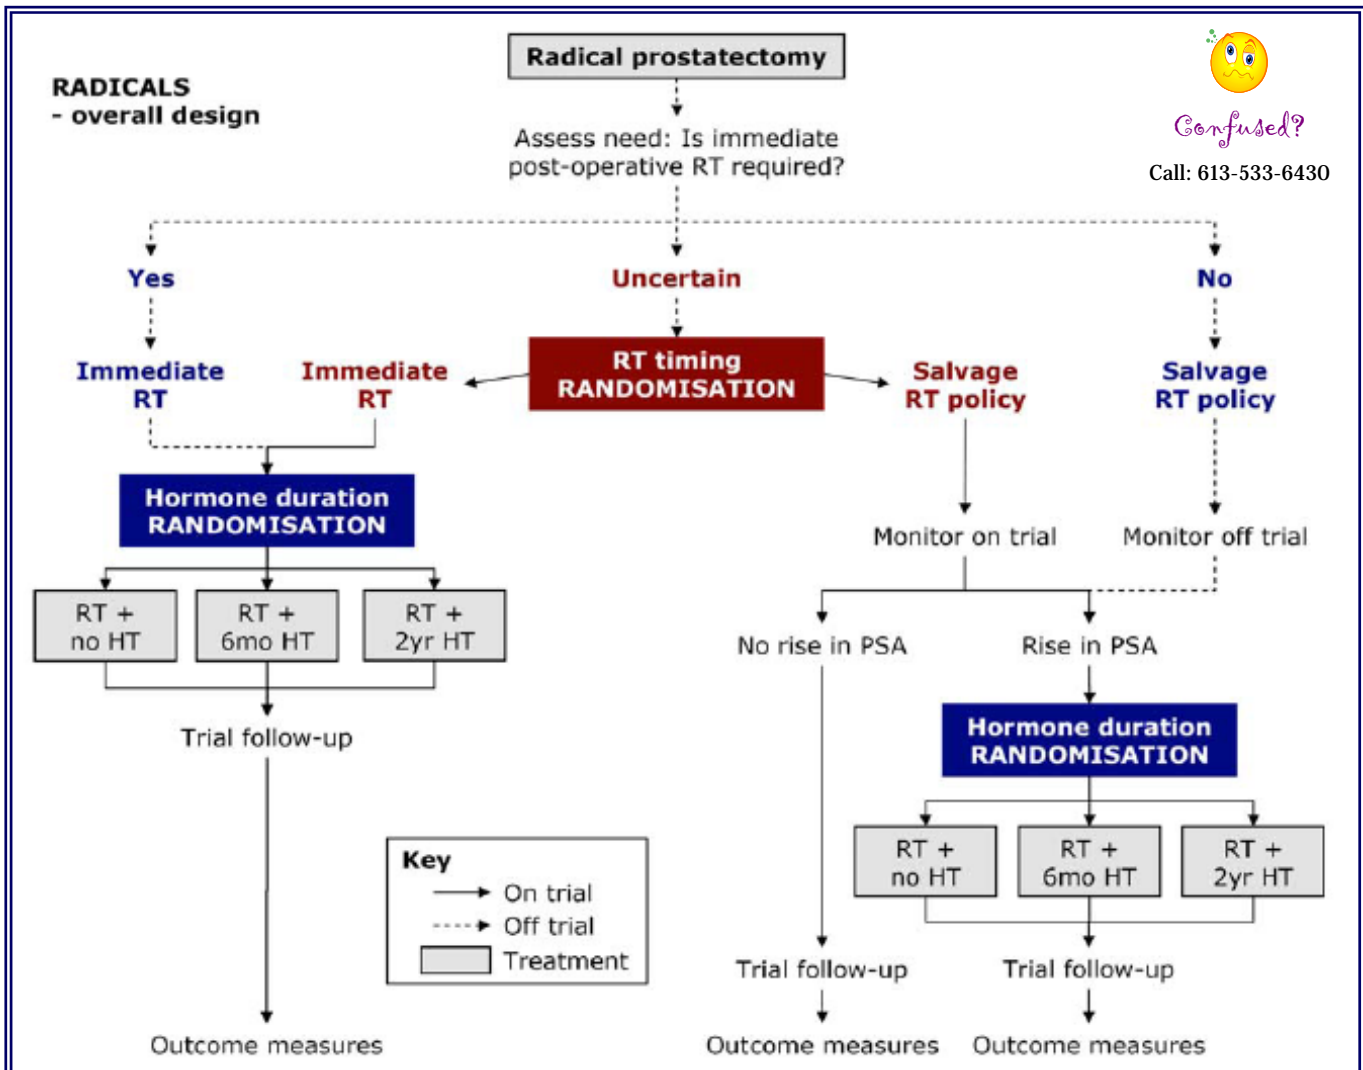 Radical prostatectomy
RADICALS
- overall design
Confused?
Call: 613-533-6430
Assess need: Is immediate
post-operative RT required?
Yes
Uncertain
No
RT timing
RANDOMISATION
Immediate
RT
Immediate
RT
Salvage
RT policy
Salvage
RT policy
Hormone duration
RANDOMISATION
Monitor on trial
Monitor off trial
RT +
no HT
RT +
6mo HT
RT +
2yr HT
No rise in PSA
Rise in PSA
Trial follow-up
Hormone duration
RANDOMISATION
RT +
no HT
RT +
6mo HT
RT +
2yr HT
Key
On trial
Off trial
Treatment
Trial follow-up
Trial follow-up
Outcome measures
Outcome measures
Outcome measures